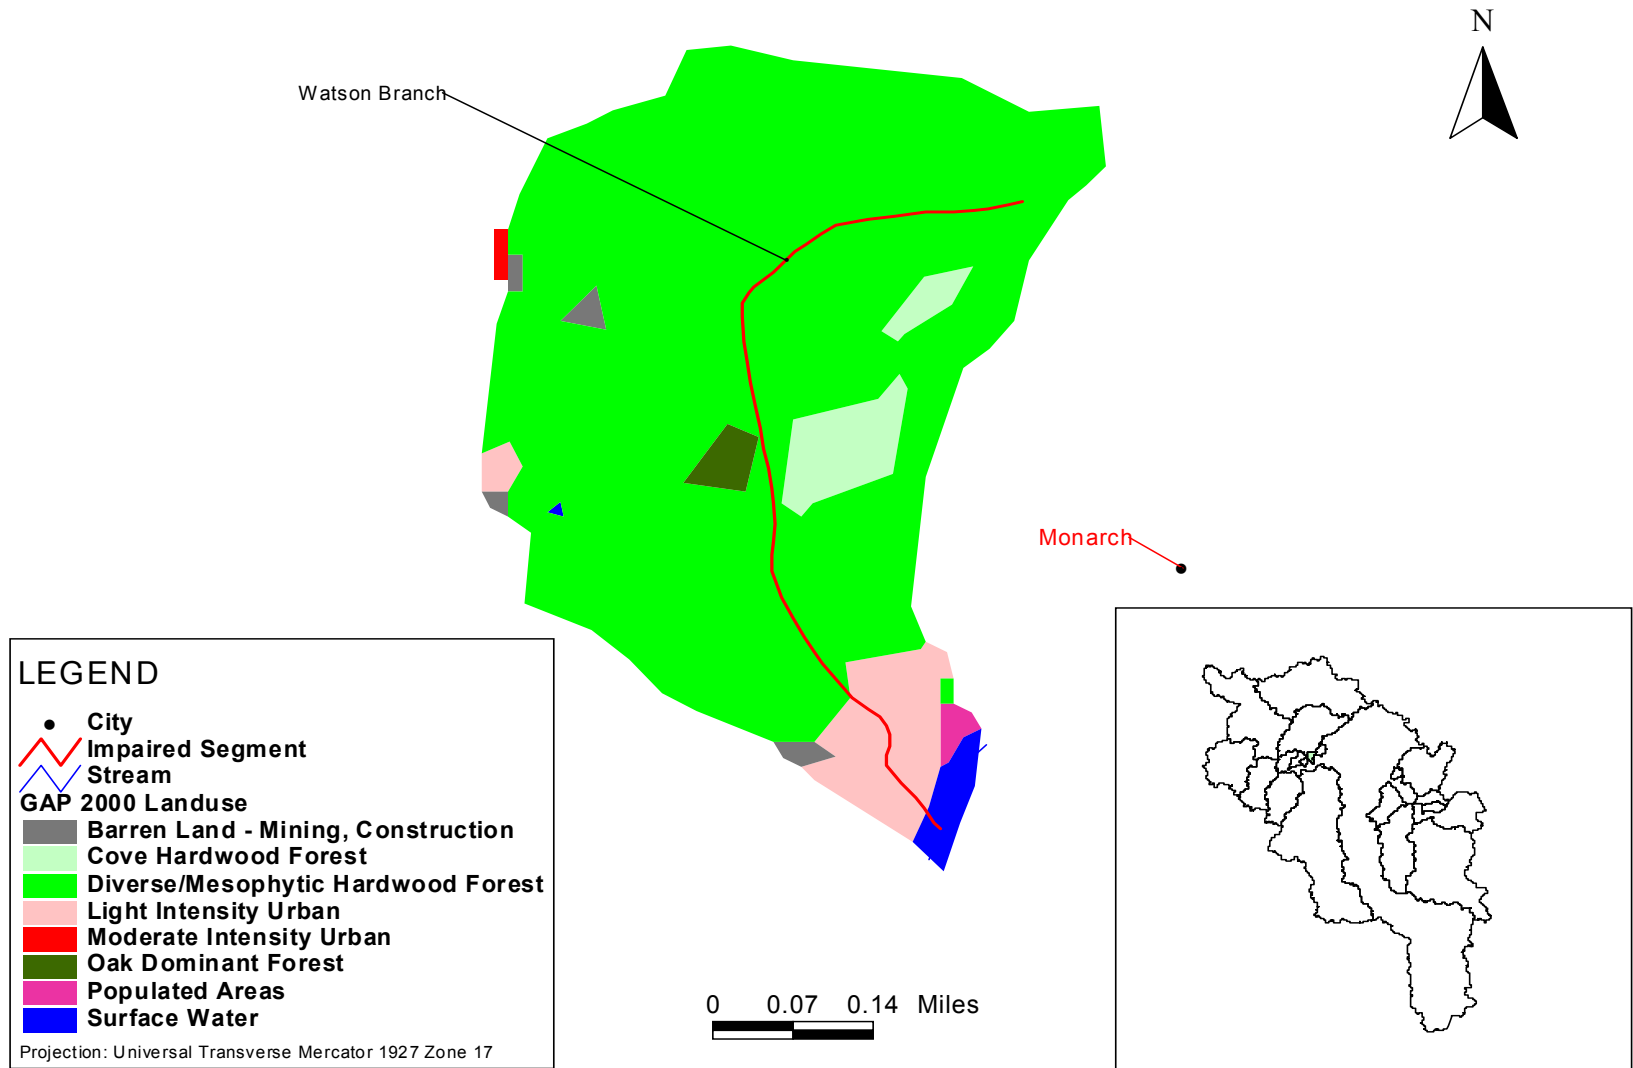 N
Watson Branch
Monarch
LEGEND
City
Impaired Segment
Stream
GAP 2000 Landuse
Barren Land - Mining, Construction
Cove Hardwood Forest
Diverse/Mesophytic Hardwood Forest
Light Intensity Urban
Moderate Intensity Urban
Oak Dominant Forest
Populated Areas
Surface Water
Projection: Universal Transverse Mercator 1927 Zone 17
0 0.07 0.14 Miles